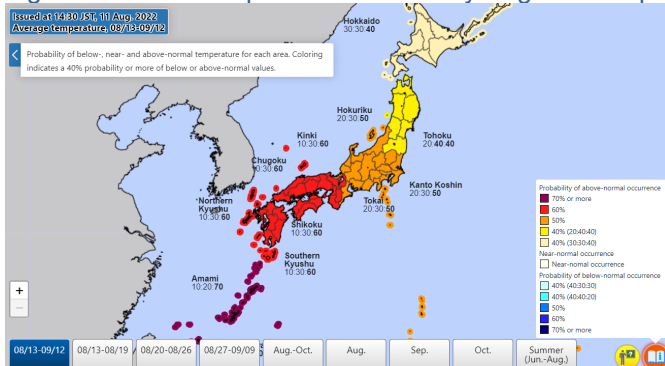 Issued at 14:30 JST, 11 Aug. 2022
Average temperature, 08/13-09/12
Probability of below-, near- and above-normal temperature for each area. Coloring
indicates a 40% probability or more of below or above-normal values.
Hokkaido
30:30:40
Hokuriku
20:30:50
Tohoku
20:40:40
Kinki
10:30:60
Chugoku
10:30:60
Kanto Koshin
20:30:50
Tokai
20:30:50
Northern
Kyushu
10:30:60
Shikoku
10:30:60
Southern
Kyushu
10:30:60
Amami
10:20:70
Probability of above-normal occurrence
70% or more
60%
50%
40% (20:40:40)
40% (30:30:40)
Near-normal occurrence
Near-nomal occurrence
Probability of below-normal occurrence
40% (40:30:30)
40% (40:40:20)
50%
60%
70% or more
+
−
08/13-09/12
08/13-08/19
08/20-08/26
08/27-09/09
Aug.-Oct.
Aug.
Sep.
Oct.
Summer
(Jun.-Aug.)